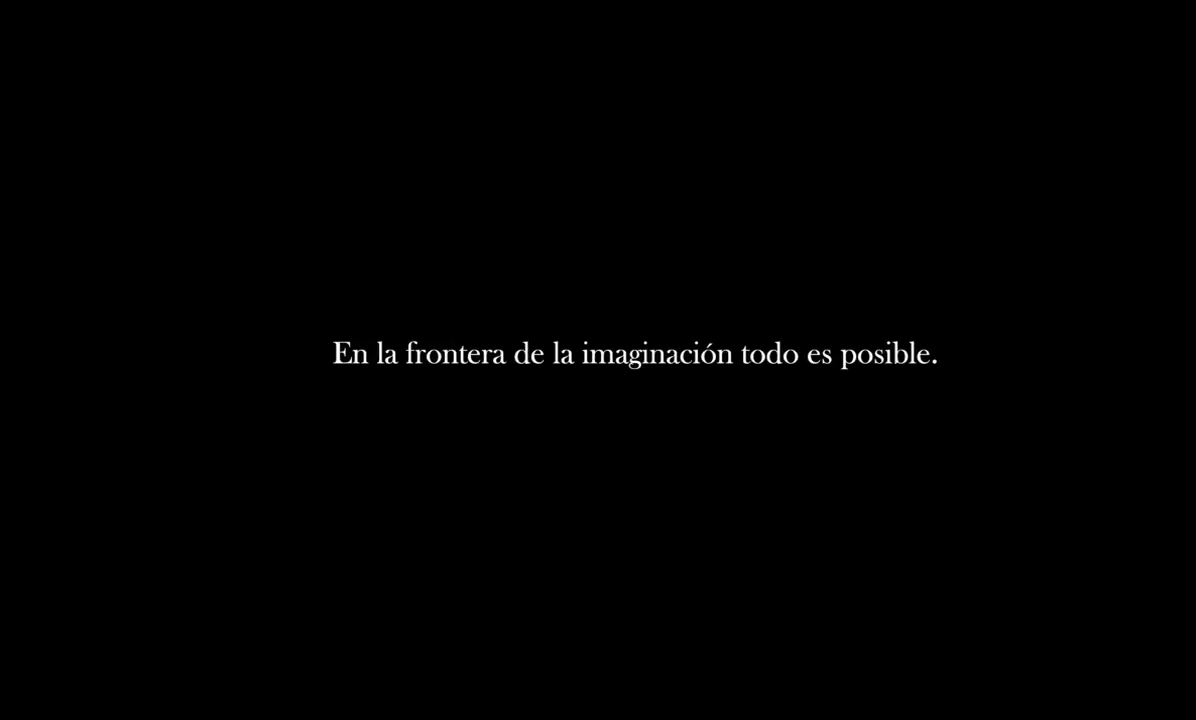 En la frontera de la imaginación todo es posible.